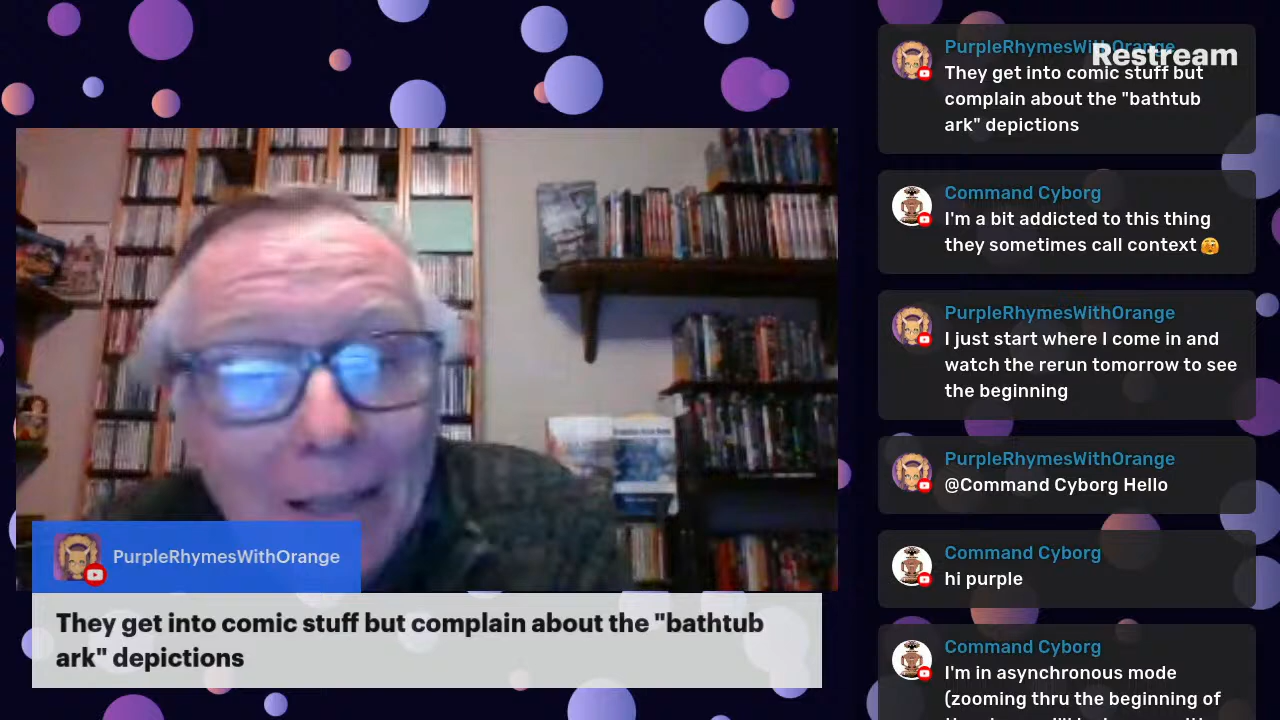 PurpleRhymesWithOrange
They get into comic stuff but complain about the "bathtub
ark" depictions
Restream
PurpleRhymesWithOrange
They get into comic stuff but
complain about the "bathtub
ark" depictions
Command Cyborg
I'm a bit addicted to this thing
they sometimes call context
PurpleRhymesWithOrange
I just start where I come in and
watch the rerun tomorrow to see
the beginning
PurpleRhymesWithOrange
@Command Cyborg Hello
Command Cyborg
hi purple
Command Cyborg
I'm in asynchronous mode
(zooming thru the beginning of